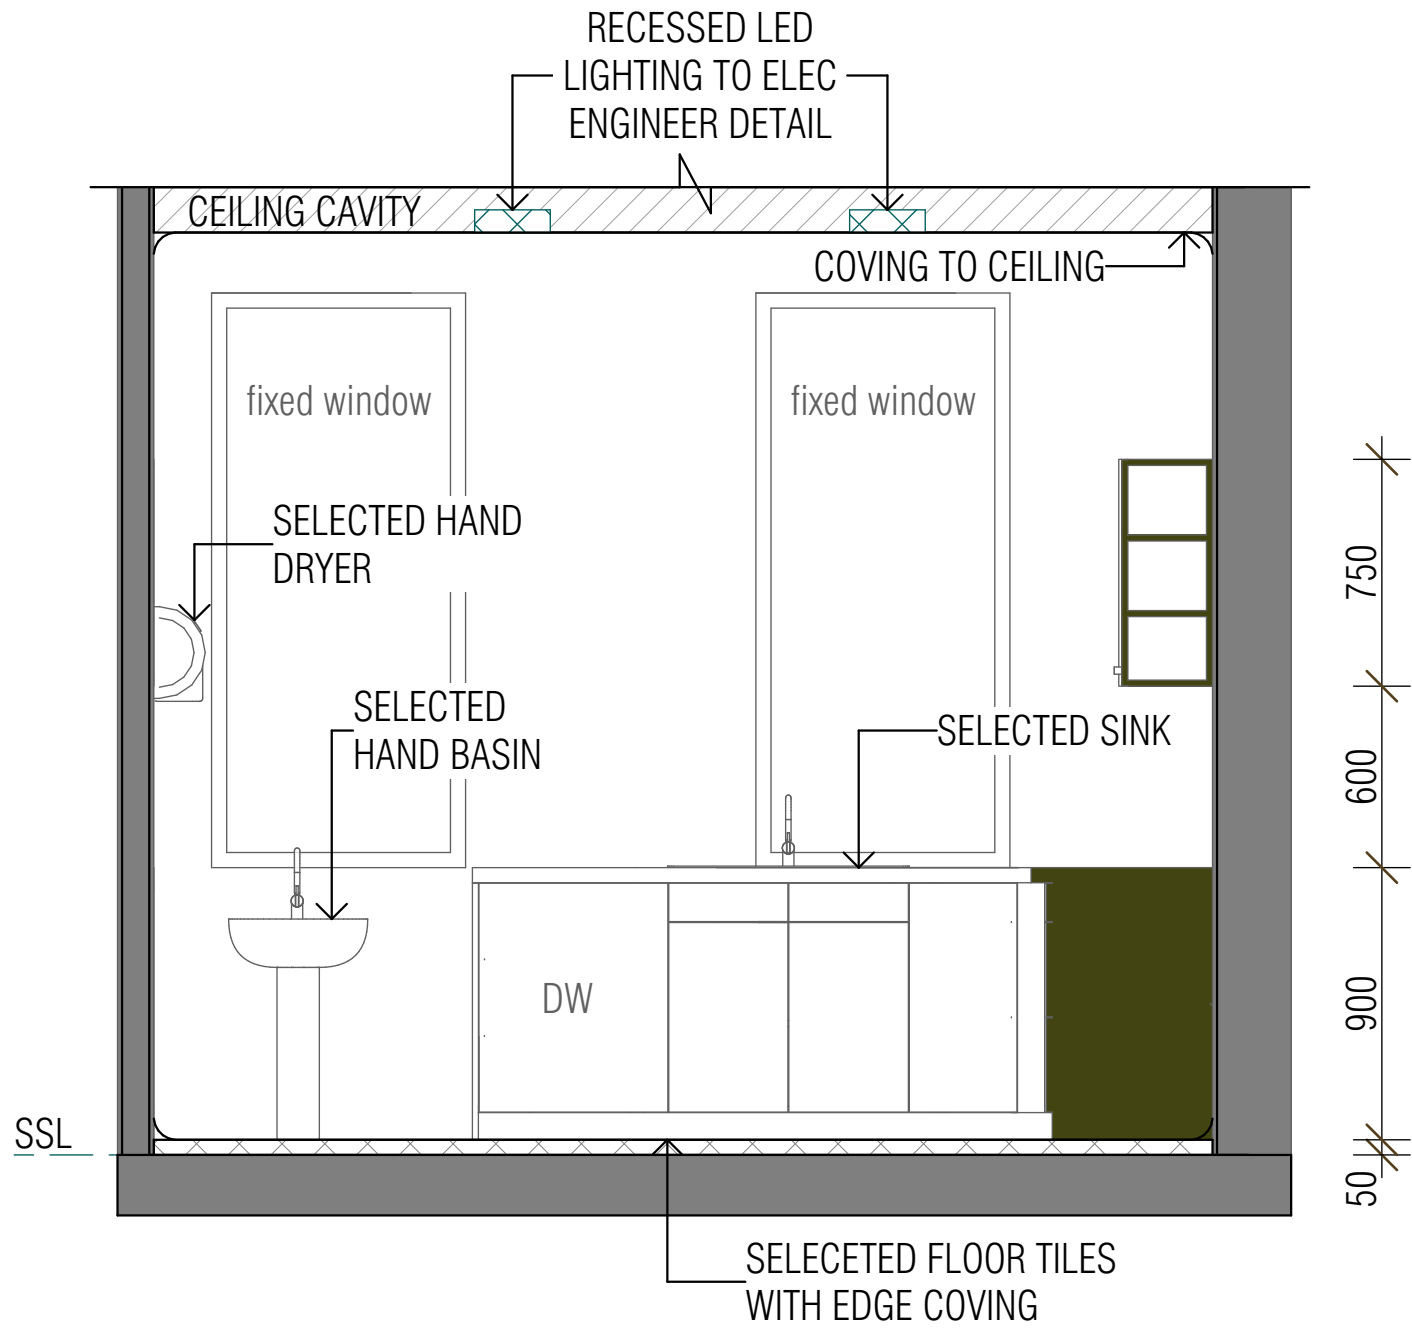 RECESSED LED
LIGHTING TO ELEC
ENGINEER DETAIL
CEILING CAVITY
COVING TO CEILING
fixed window
fixed window
SELECTED HAND
DRYER
750
SELECTED
HAND BASIN
SELECTED SINK
600
DW
900
SSL
50
SELECETED FLOOR TILES
WITH EDGE COVING